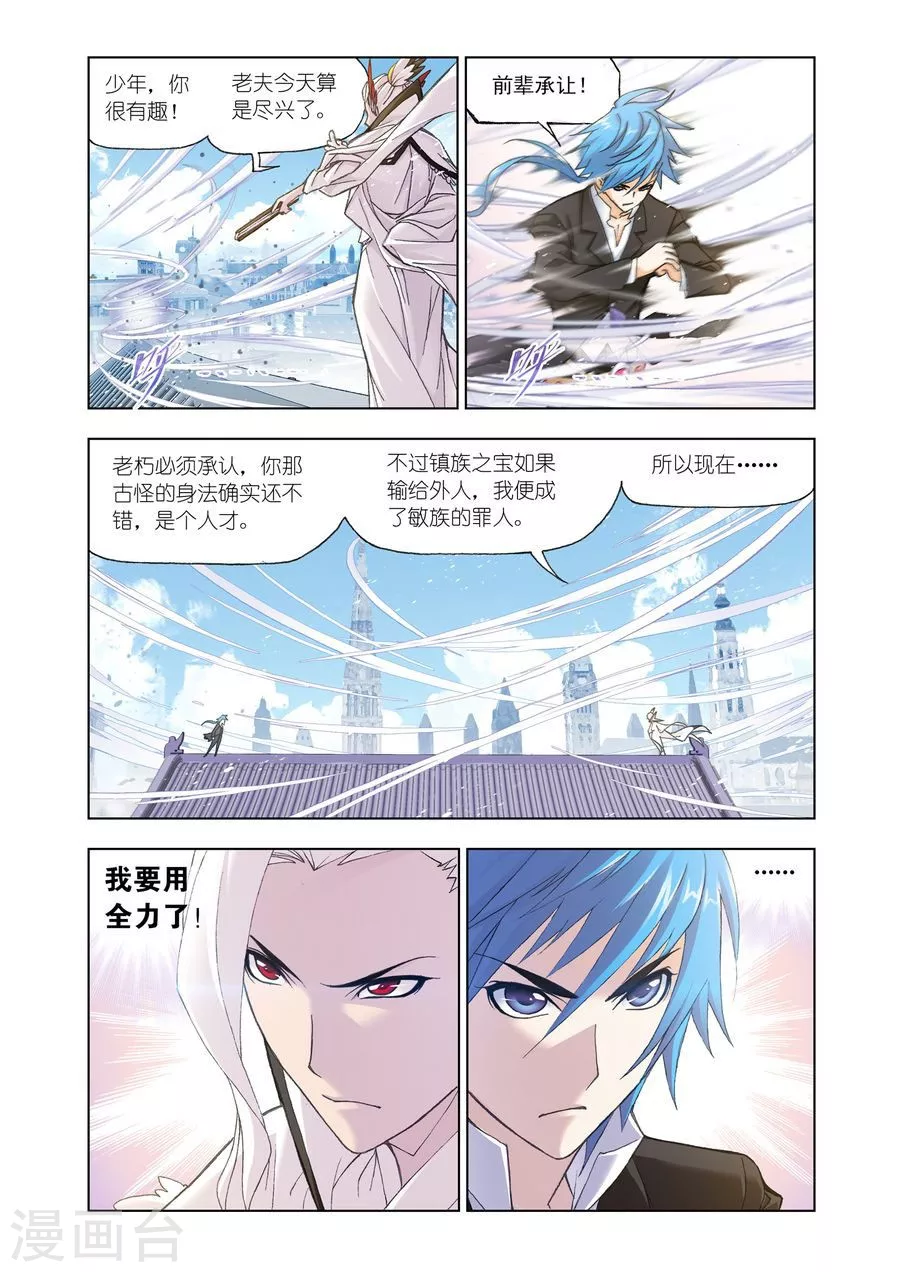 少年，你
很有趣！
老夫今天算
是尽兴了。
呼
前辈承让！
呼
老朽必须承认，你那
古怪的身法确实还不
错，是个人才。
不过镇族之宝如果
输给外人，我便成
了敏族的罪人。
所以现在……
我要用
全力了！
……
漫画台